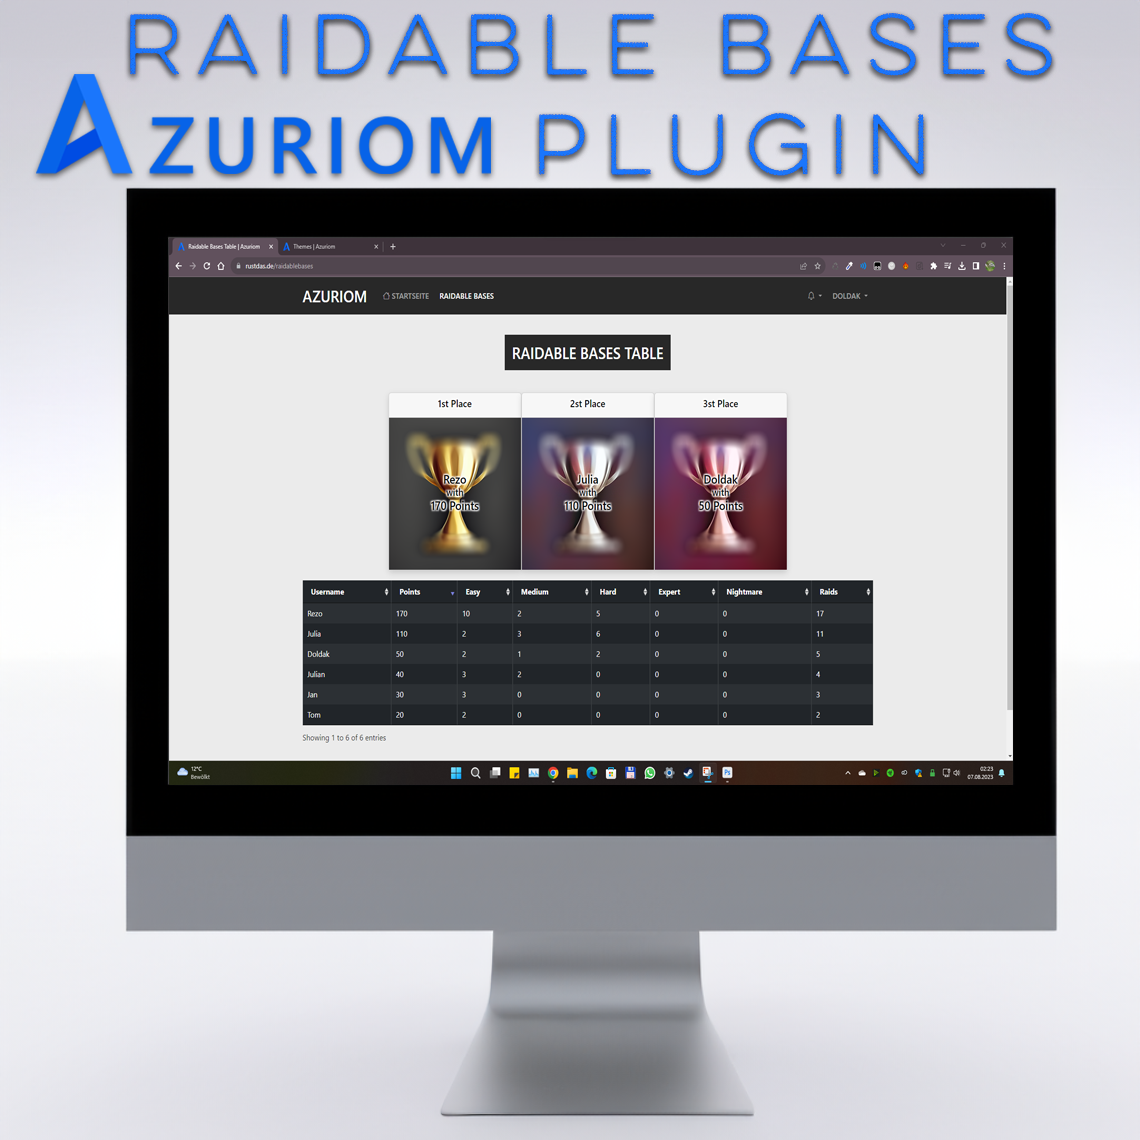 RAIDABLE BASES
AZURIOM PLUGIN
Raidable Bases Table | Azuriom
Themes | Azuriom
rustdas.de/raidablebases
AZURIOM STARTSEITE RAIDABLE BASES DOLDAK
RAIDABLE BASES TABLE
1st Place 2st Place 3st Place
Rezo Julia Doldak
with with with
170 Points 110 Points 50 Points
Username Points Easy Medium Hard Expert Nightmare Raids
Rezo 170 10 2 5 0 0 17
Julia 110 2 3 6 0 0 11
Doldak 50 2 1 2 0 0 5
Julian 40 3 2 0 0 0 4
Jan 30 3 0 0 0 0 3
Tom 20 2 0 0 0 0 2
Showing 1 to 6 of 6 entries
12°C
Bewölkt
02:23
07.08.2023